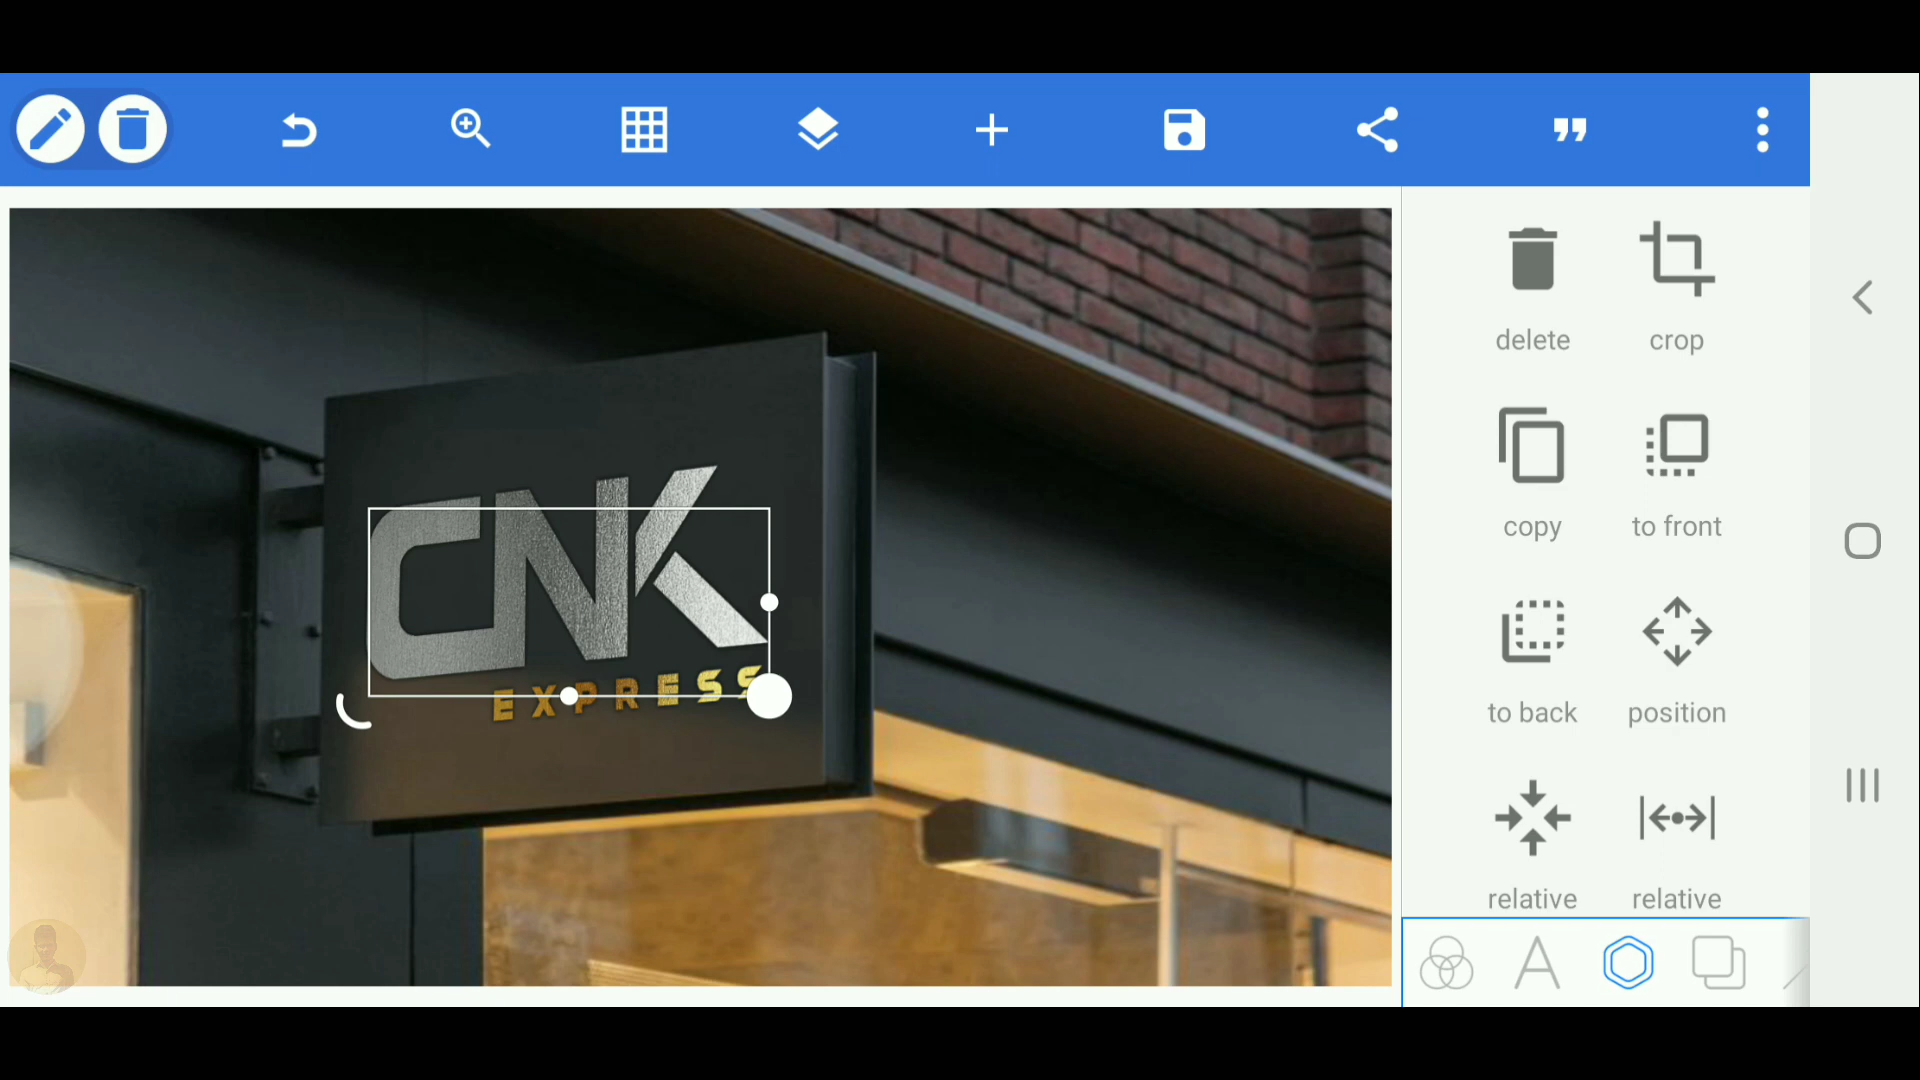 delete
crop
CNK
EXPRESS
copy
to front
to back
position
relative
relative